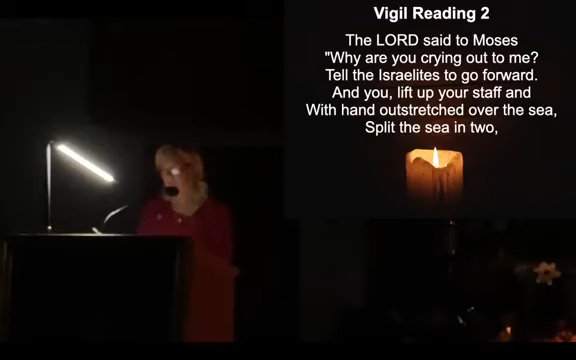 Vigil Reading 2
The LORD said to Moses
"Why are you crying out to me?
Tell the Israelites to go forward.
And you, lift up your staff and
With hand outstretched over the sea,
Split the sea in two,